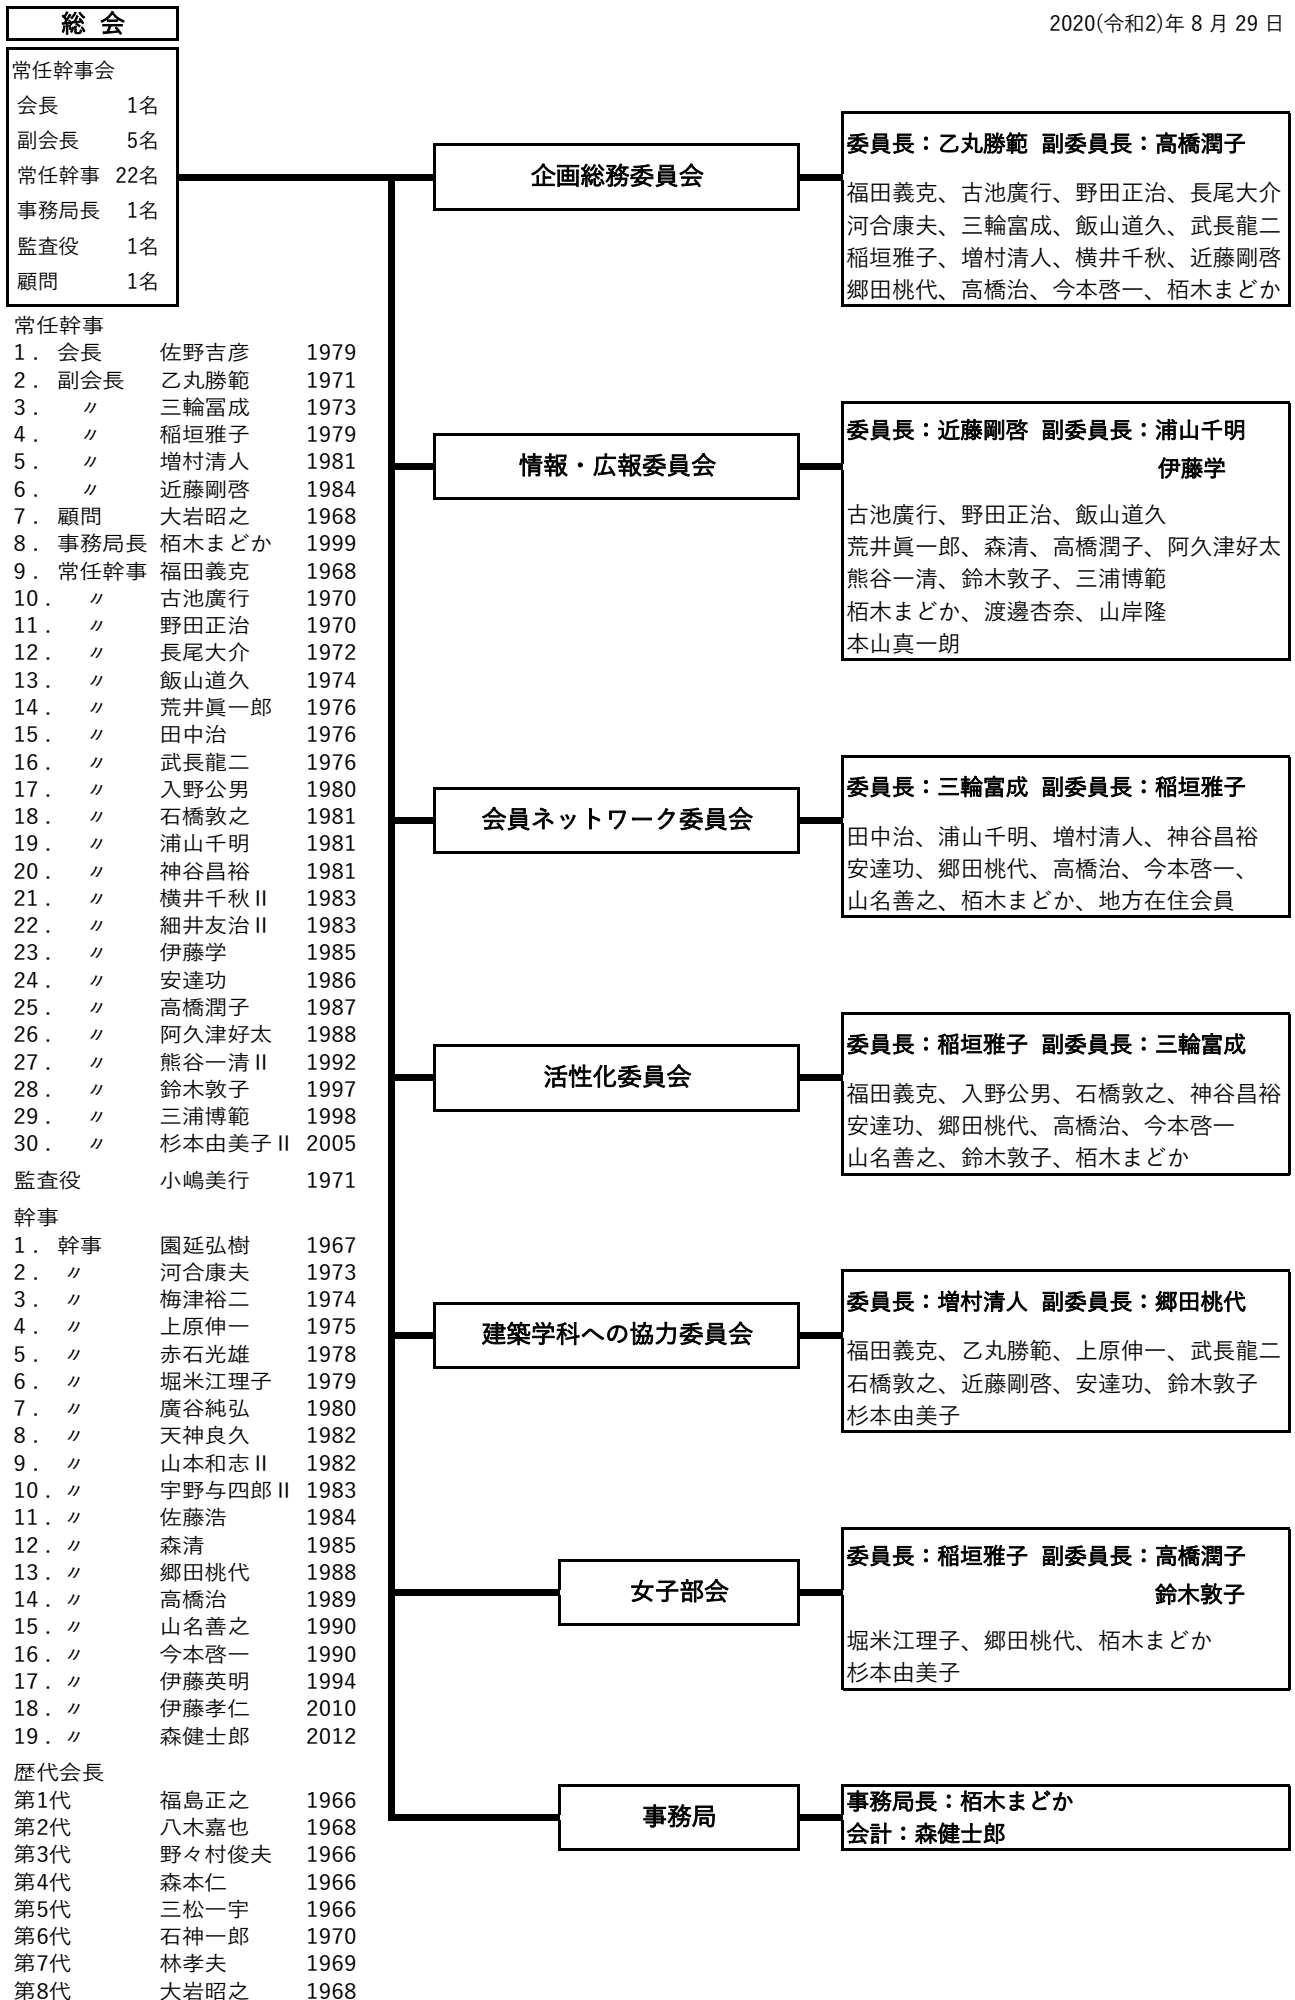 総 会
2020(令和2)年 8 月 29 日
常任幹事会
会長 1名
副会長 5名
常任幹事 22名
事務局長 1名
監査役 1名
顧問 1名
常任幹事
1. 会長 佐野吉彦 1979
2. 副会長 乙丸勝範 1971
3. 〃 三輪冨成 1973
4. 〃 稲垣雅子 1979
5. 〃 増村清人 1981
6. 〃 近藤剛啓 1984
7. 顧問 大岩昭之 1968
8. 事務局長 栢木まどか 1999
9. 常任幹事 福田義克 1968
10. 〃 古池廣行 1970
11. 〃 野田正治 1970
12. 〃 長尾大介 1972
13. 〃 飯山道久 1974
14. 〃 荒井眞一郎 1976
15. 〃 田中治 1976
16. 〃 武長龍二 1976
17. 〃 入野公男 1980
18. 〃 石橋敦之 1981
19. 〃 浦山千明 1981
20. 〃 神谷昌裕 1981
21. 〃 横井千秋Ⅱ 1983
22. 〃 細井友治Ⅱ 1983
23. 〃 伊藤学 1985
24. 〃 安達功 1986
25. 〃 高橋潤子 1987
26. 〃 阿久津好太 1988
27. 〃 熊谷一清Ⅱ 1992
28. 〃 鈴木敦子 1997
29. 〃 三浦博範 1998
30. 〃 杉本由美子Ⅱ 2005
監査役 小嶋美行 1971
幹事
1. 幹事 園延弘樹 1967
2. 〃 河合康夫 1973
3. 〃 梅津裕二 1974
4. 〃 上原伸一 1975
5. 〃 赤石光雄 1978
6. 〃 堀米江理子 1979
7. 〃 廣谷純弘 1980
8. 〃 天神良久 1982
9. 〃 山本和志Ⅱ 1982
10. 〃 宇野与四郎Ⅱ 1983
11. 〃 佐藤浩 1984
12. 〃 森清 1985
13. 〃 郷田桃代 1988
14. 〃 高橋治 1989
15. 〃 山名善之 1990
16. 〃 今本啓一 1990
17. 〃 伊藤英明 1994
18. 〃 伊藤孝仁 2010
19. 〃 森健士郎 2012
歴代会長
第1代 福島正之 1966
第2代 八木嘉也 1968
第3代 野々村俊夫 1966
第4代 森本仁 1966
第5代 三松一宇 1966
第6代 石神一郎 1970
第7代 林孝夫 1969
第8代 大岩昭之 1968
企画総務委員会
委員長：乙丸勝範 副委員長：高橋潤子
福田義克、古池廣行、野田正治、長尾大介
河合康夫、三輪富成、飯山道久、武長龍二
稲垣雅子、増村清人、横井千秋、近藤剛啓
郷田桃代、高橋治、今本啓一、栢木まどか
情報・広報委員会
委員長：近藤剛啓 副委員長：浦山千明
伊藤学
古池廣行、野田正治、飯山道久
荒井眞一郎、森清、高橋潤子、阿久津好太
熊谷一清、鈴木敦子、三浦博範
栢木まどか、渡邊杏奈、山岸隆
本山真一朗
会員ネットワーク委員会
委員長：三輪富成 副委員長：稲垣雅子
田中治、浦山千明、増村清人、神谷昌裕
安達功、郷田桃代、高橋治、今本啓一、
山名善之、栢木まどか、地方在住会員
活性化委員会
委員長：稲垣雅子 副委員長：三輪富成
福田義克、入野公男、石橋敦之、神谷昌裕
安達功、郷田桃代、高橋治、今本啓一
山名善之、鈴木敦子、栢木まどか
建築学科への協力委員会
委員長：増村清人 副委員長：郷田桃代
福田義克、乙丸勝範、上原伸一、武長龍二
石橋敦之、近藤剛啓、安達功、鈴木敦子
杉本由美子
女子部会
委員長：稲垣雅子 副委員長：高橋潤子
鈴木敦子
堀米江理子、郷田桃代、栢木まどか
杉本由美子
事務局
事務局長：栢木まどか
会計：森健士郎